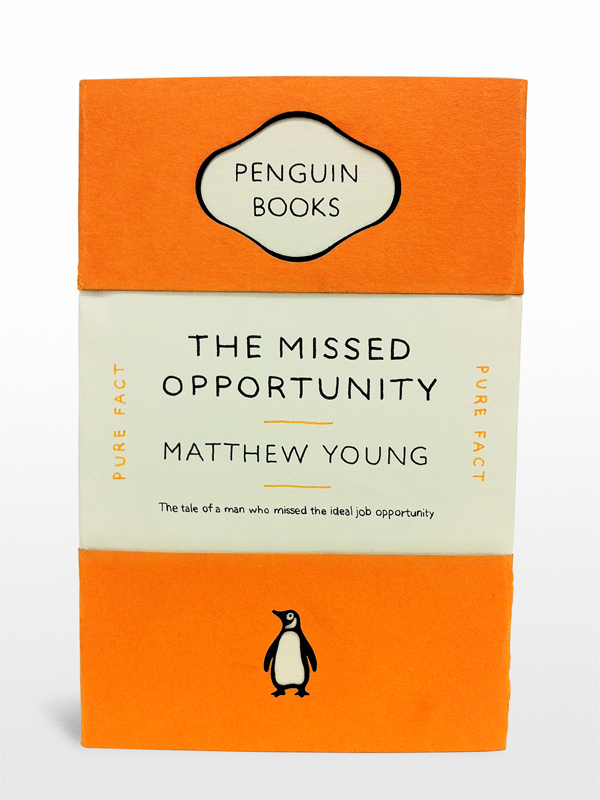 PENGUIN
BOOKS
THE MISSED
OPPORTUNITY
PURE FACT
PURE FACT
MATTHEW YOUNG
The tale of a man who missed the ideal job opportunity